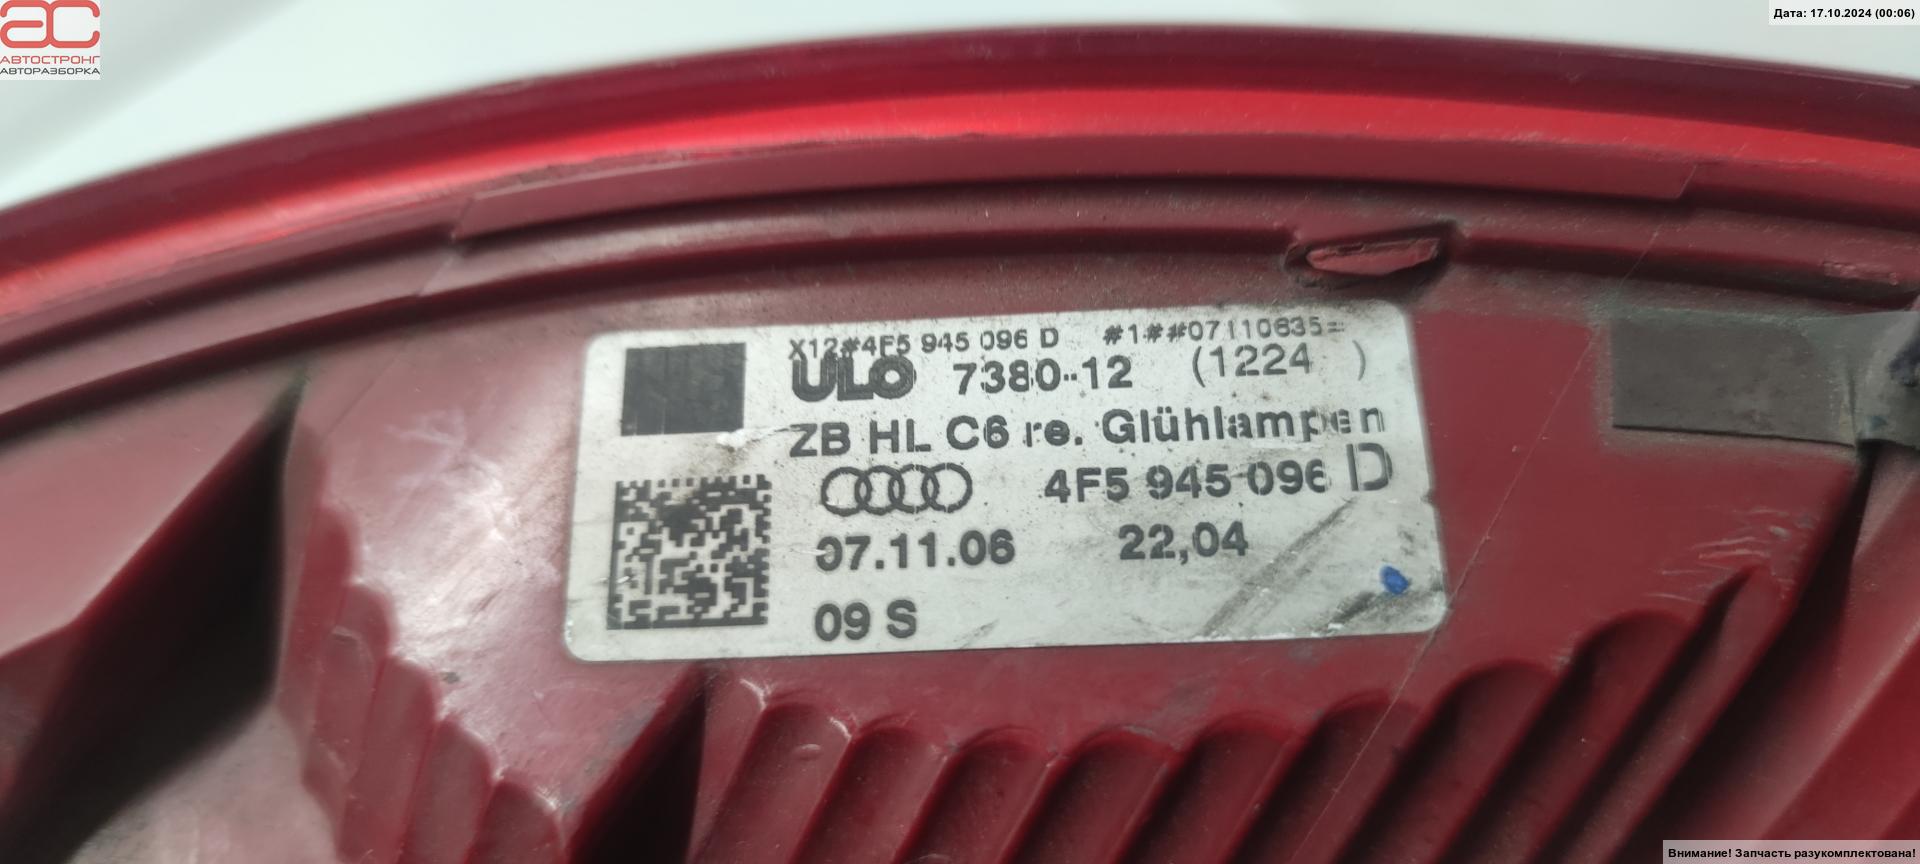 АВТОСТРОНГ
АВТОРАЗБОРКА
Дата: 17.10.2024 (00:06)
X12#4F5 945 096 D #1##07110635=
ULO 7380-12 (1224 )
ZB HL C6 re. Glühlampen
4F5 945 096 D
07.11.06 22,04
09 S
Внимание! Запчасть разукомплектована!